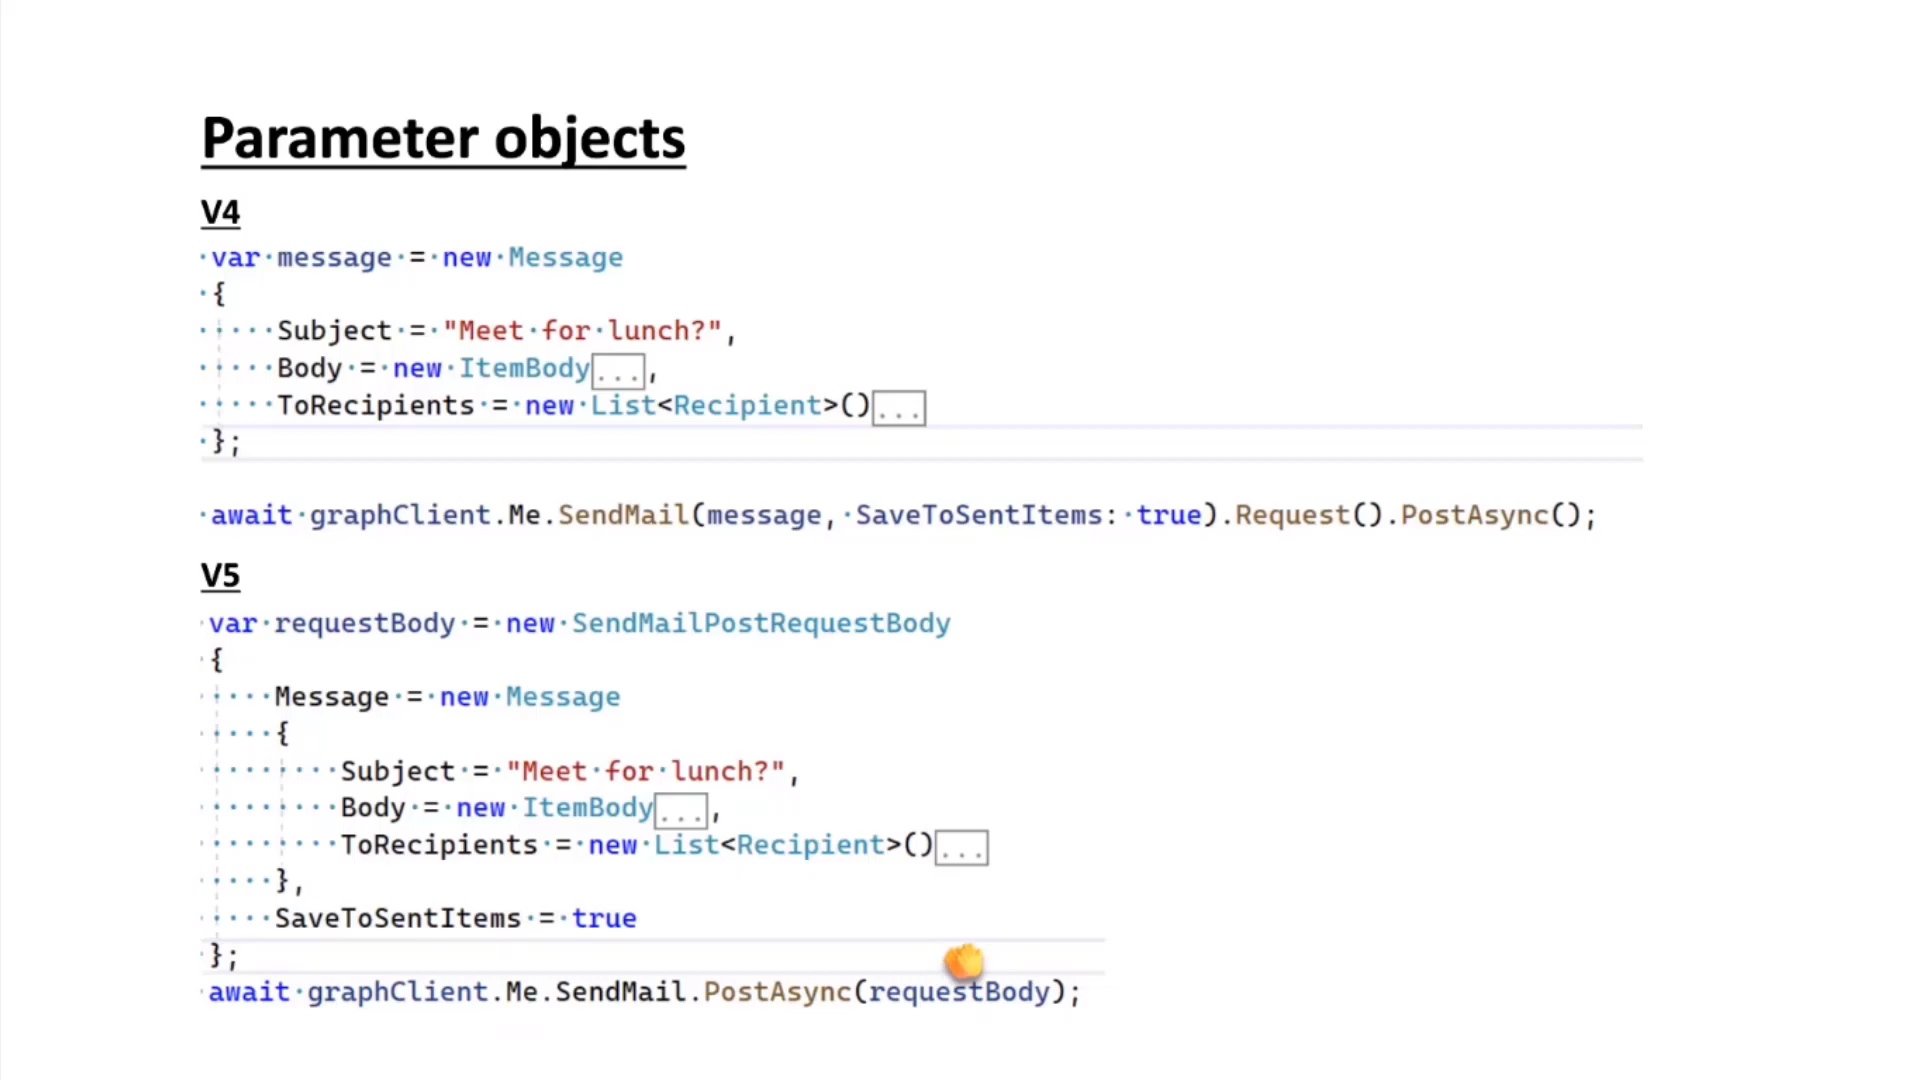 Parameter objects
V4
var message = new Message
{
Subject = "Meet for lunch?",
Body = new ItemBody...,
ToRecipients = new List<Recipient>()...
};
await graphClient.Me.SendMail(message, SaveToSentItems: true).Request().PostAsync();
V5
var requestBody = new SendMailPostRequestBody
{
Message = new Message
{
Subject = "Meet for lunch?",
Body = new ItemBody...,
ToRecipients = new List<Recipient>()...
},
SaveToSentItems = true
};
await graphClient.Me.SendMail.PostAsync(requestBody);